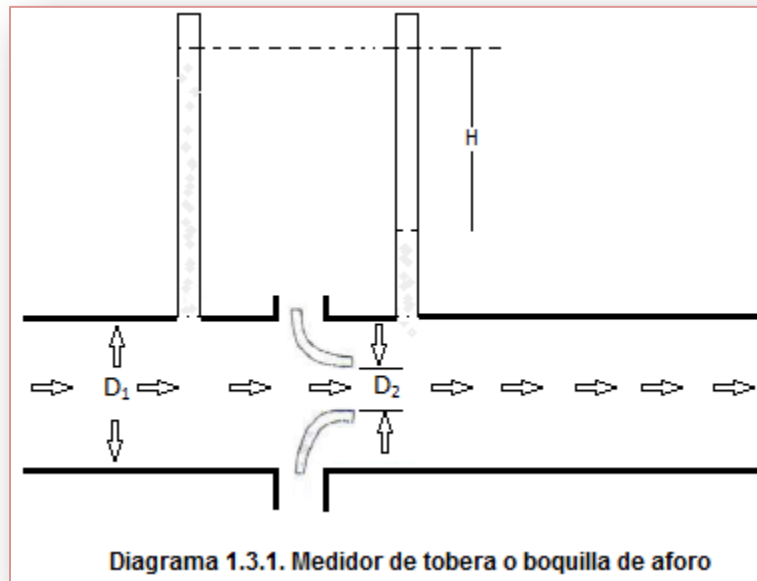 H
D₁
D₂
Diagrama 1.3.1. Medidor de tobera o boquilla de aforo